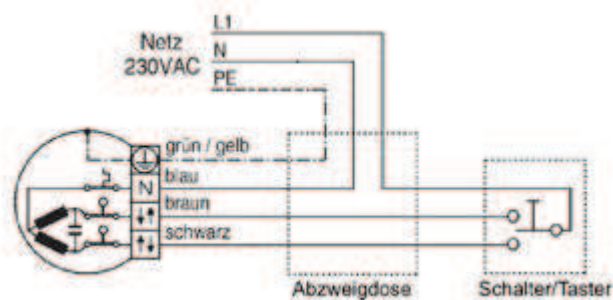 L1
Netz
N
230VAC
PE
grün / gelb
blau
N
braun
schwarz
Abzweigdose
Schalter/Taster